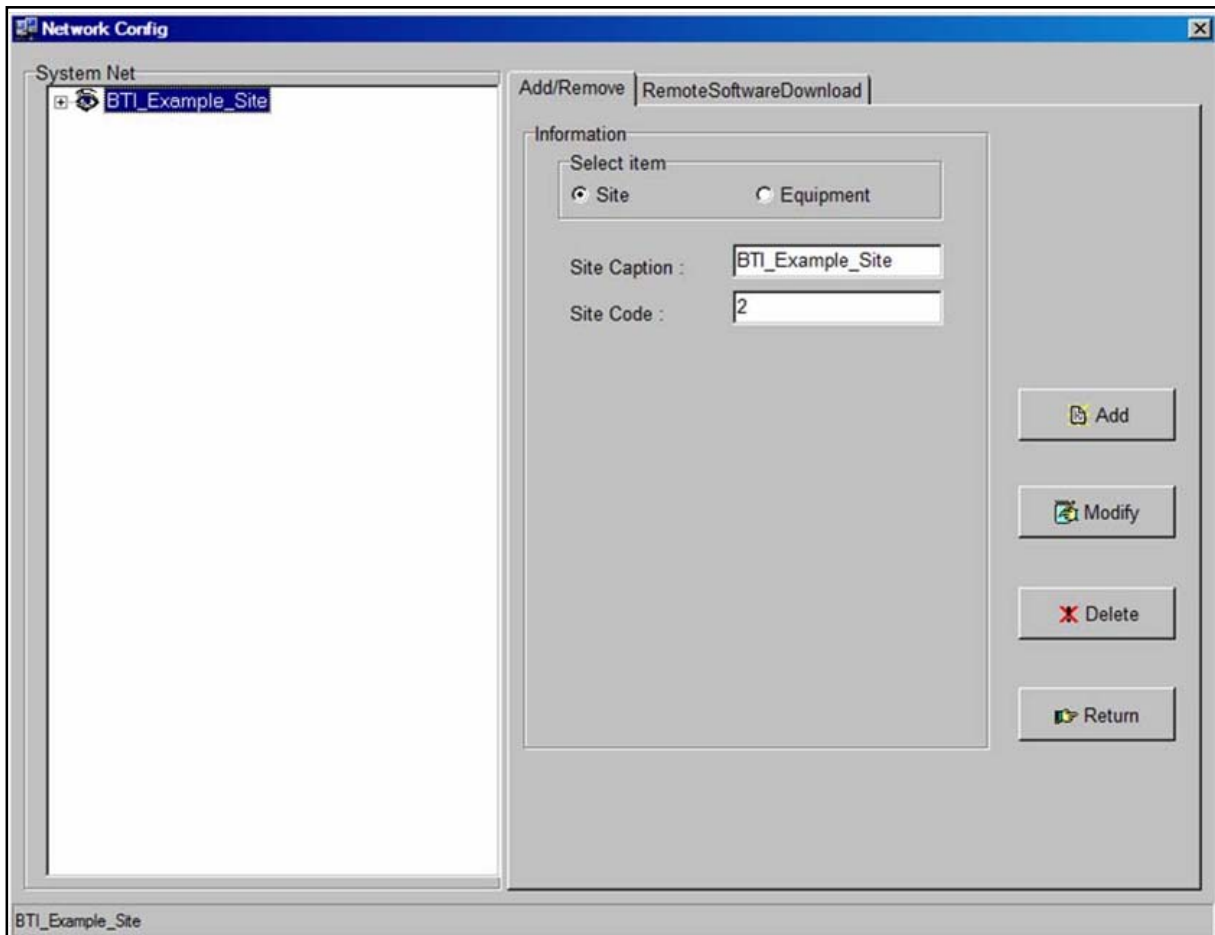 Network Config
System Net
BTI_Example_Site
Add/Remove
RemoteSoftwareDownload
Information
Select item
Site
Equipment
Site Caption :
BTI_Example_Site
Site Code :
2
Add
Modify
Delete
Return
BTI_Example_Site